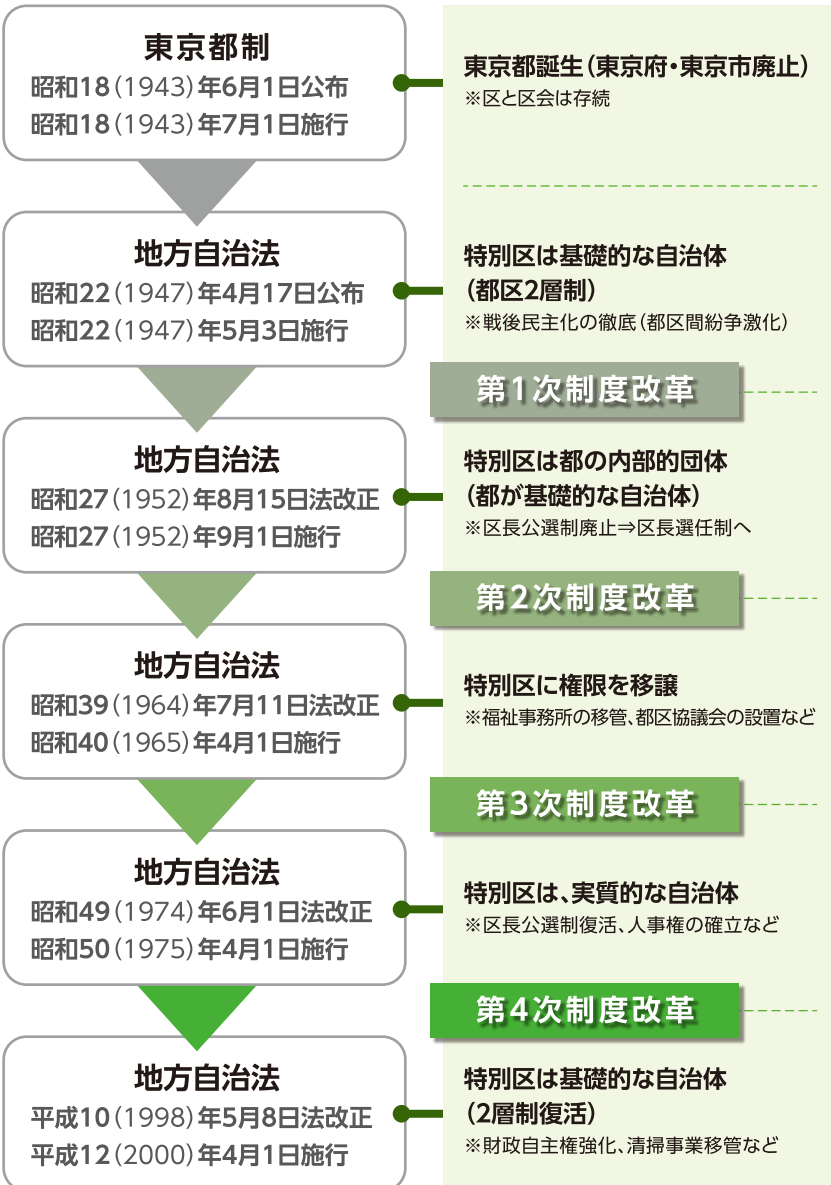 東京都制
昭和18(1943)年6月1日公布
昭和18(1943)年7月1日施行
東京都誕生(東京府・東京市廃止)
※区と区会は存続
地方自治法
昭和22(1947)年4月17日公布
昭和22(1947)年5月3日施行
特別区は基礎的な自治体
(都区2層制)
※戦後民主化の徹底(都区間紛争激化)
第1次制度改革
地方自治法
昭和27(1952)年8月15日法改正
昭和27(1952)年9月1日施行
特別区は都の内部的団体
(都が基礎的な自治体)
※区長公選制廃止⇒区長選任制へ
第2次制度改革
地方自治法
昭和39(1964)年7月11日法改正
昭和40(1965)年4月1日施行
特別区に権限を移譲
※福祉事務所の移管、都区協議会の設置など
第3次制度改革
地方自治法
昭和49(1974)年6月1日法改正
昭和50(1975)年4月1日施行
特別区は、実質的な自治体
※区長公選制復活、人事権の確立など
第4次制度改革
地方自治法
平成10(1998)年5月8日法改正
平成12(2000)年4月1日施行
特別区は基礎的な自治体
(2層制復活)
※財政自主権強化、清掃事業移管など